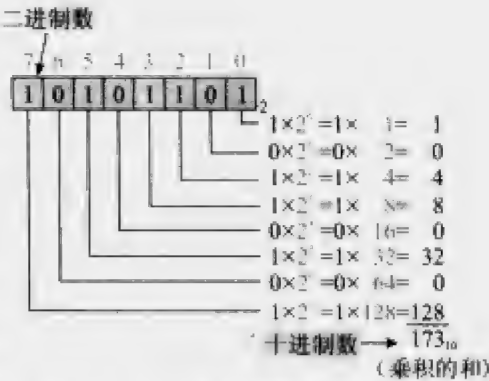 二进制数
7 6 5 4 3 2 1 0
1 0 1 0 1 1 0 1 2
1×2 =1× 1= 1
0×2 =0× 2= 0
1×2 =1× 4= 4
1×2 =1× 8= 8
0×2 =0× 16= 0
1×2 =1× 32= 32
0×2 =0× 64= 0
1×2 =1×128=128
十进制数 173₁₀
(乘积的和)